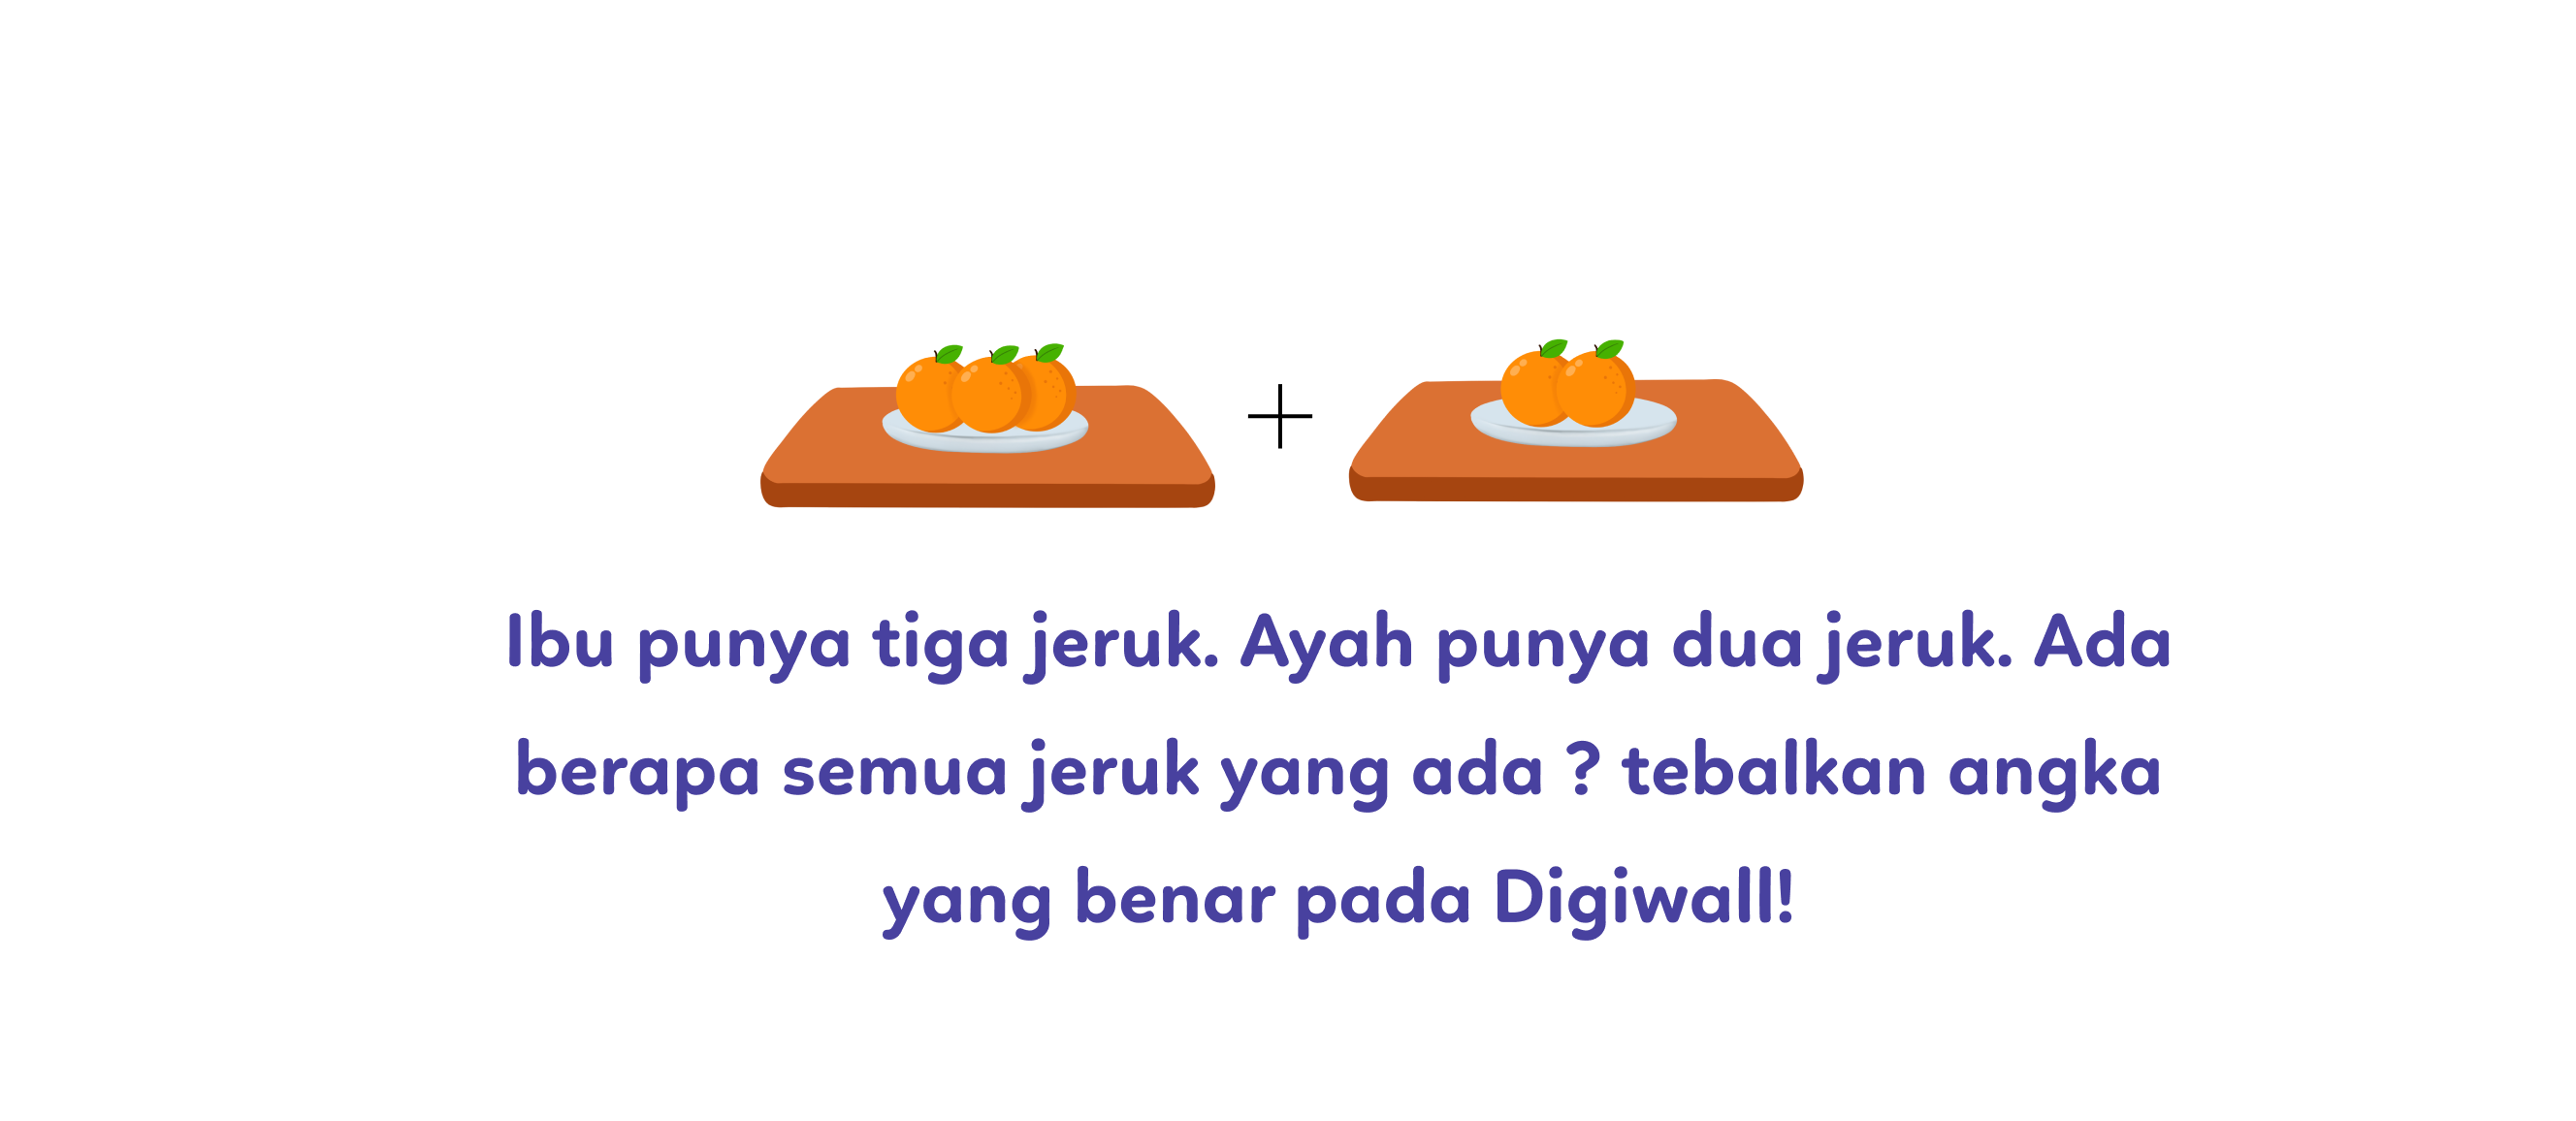 +
Ibu punya tiga jeruk. Ayah punya dua jeruk. Ada
berapa semua jeruk yang ada ? tebalkan angka
yang benar pada Digiwall!